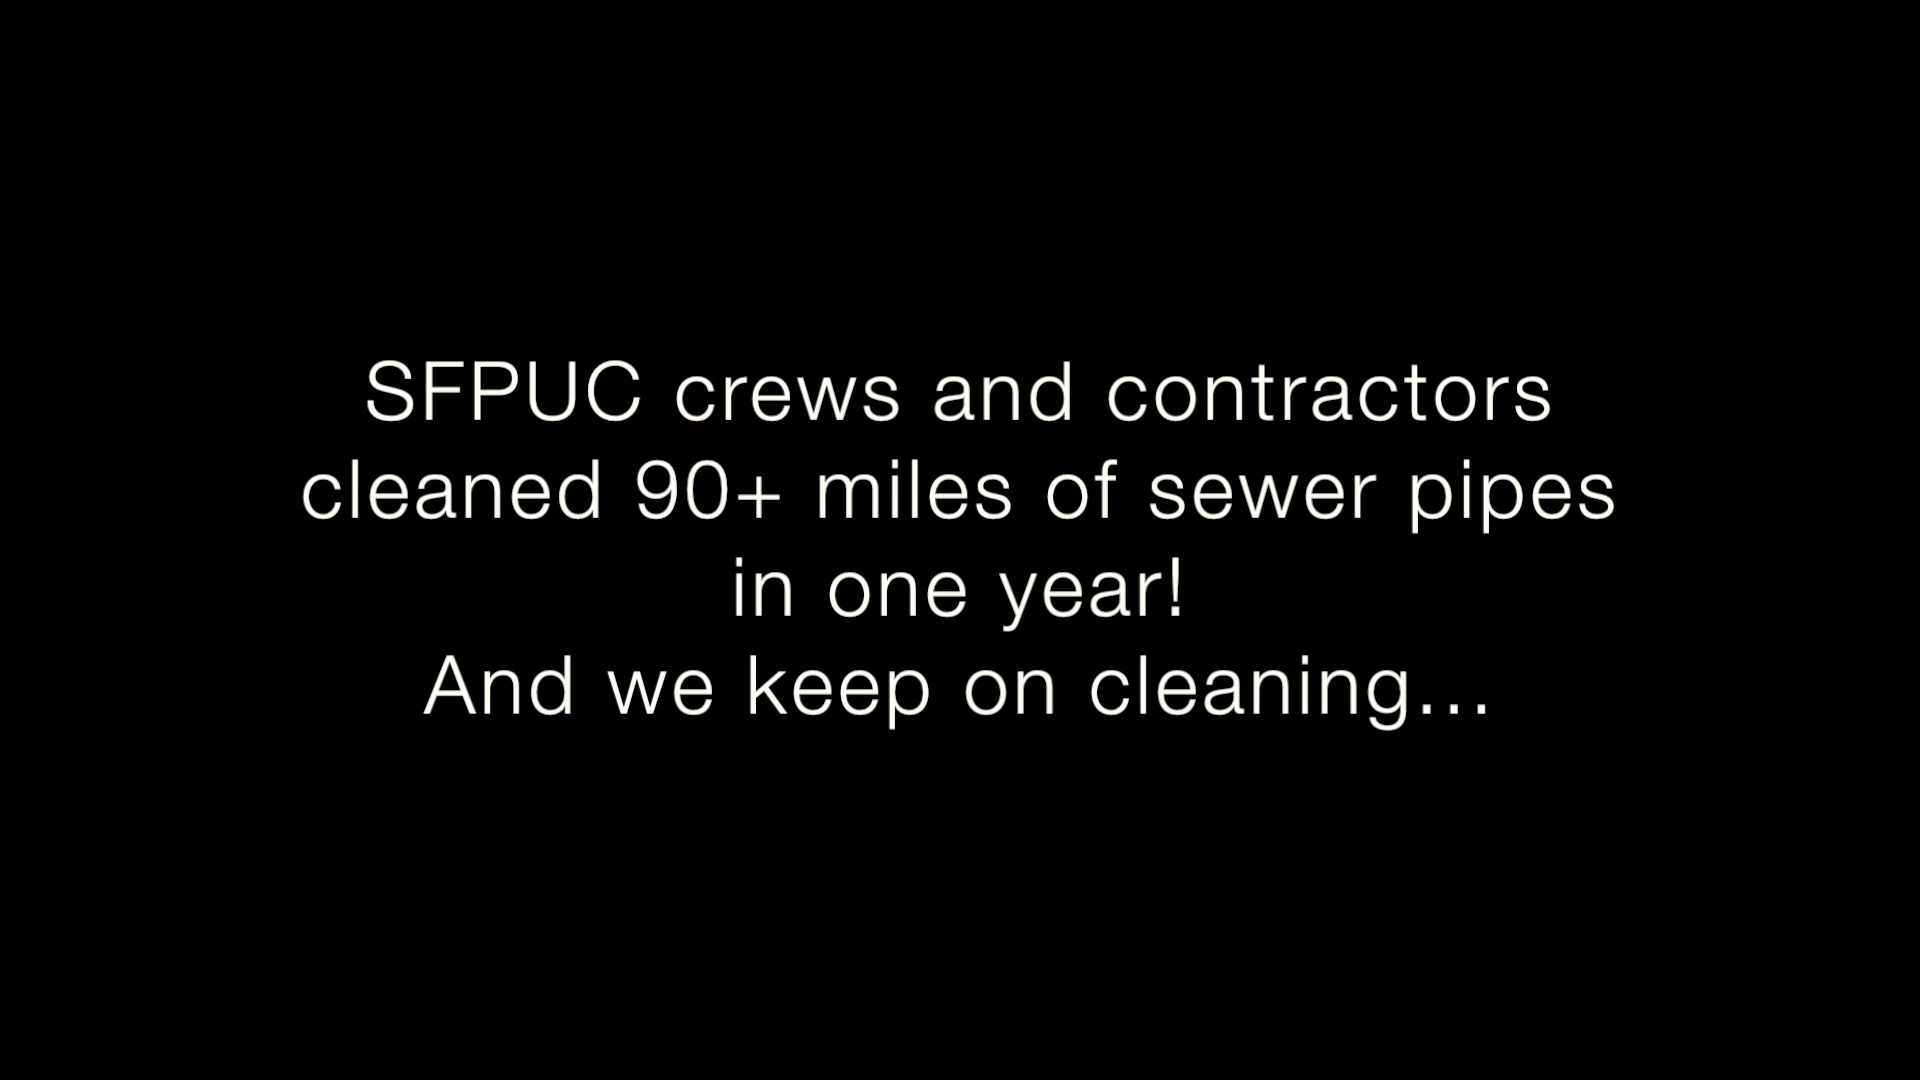 SFPUC crews and contractors
cleaned 90+ miles of sewer pipes
in one year!
And we keep on cleaning...